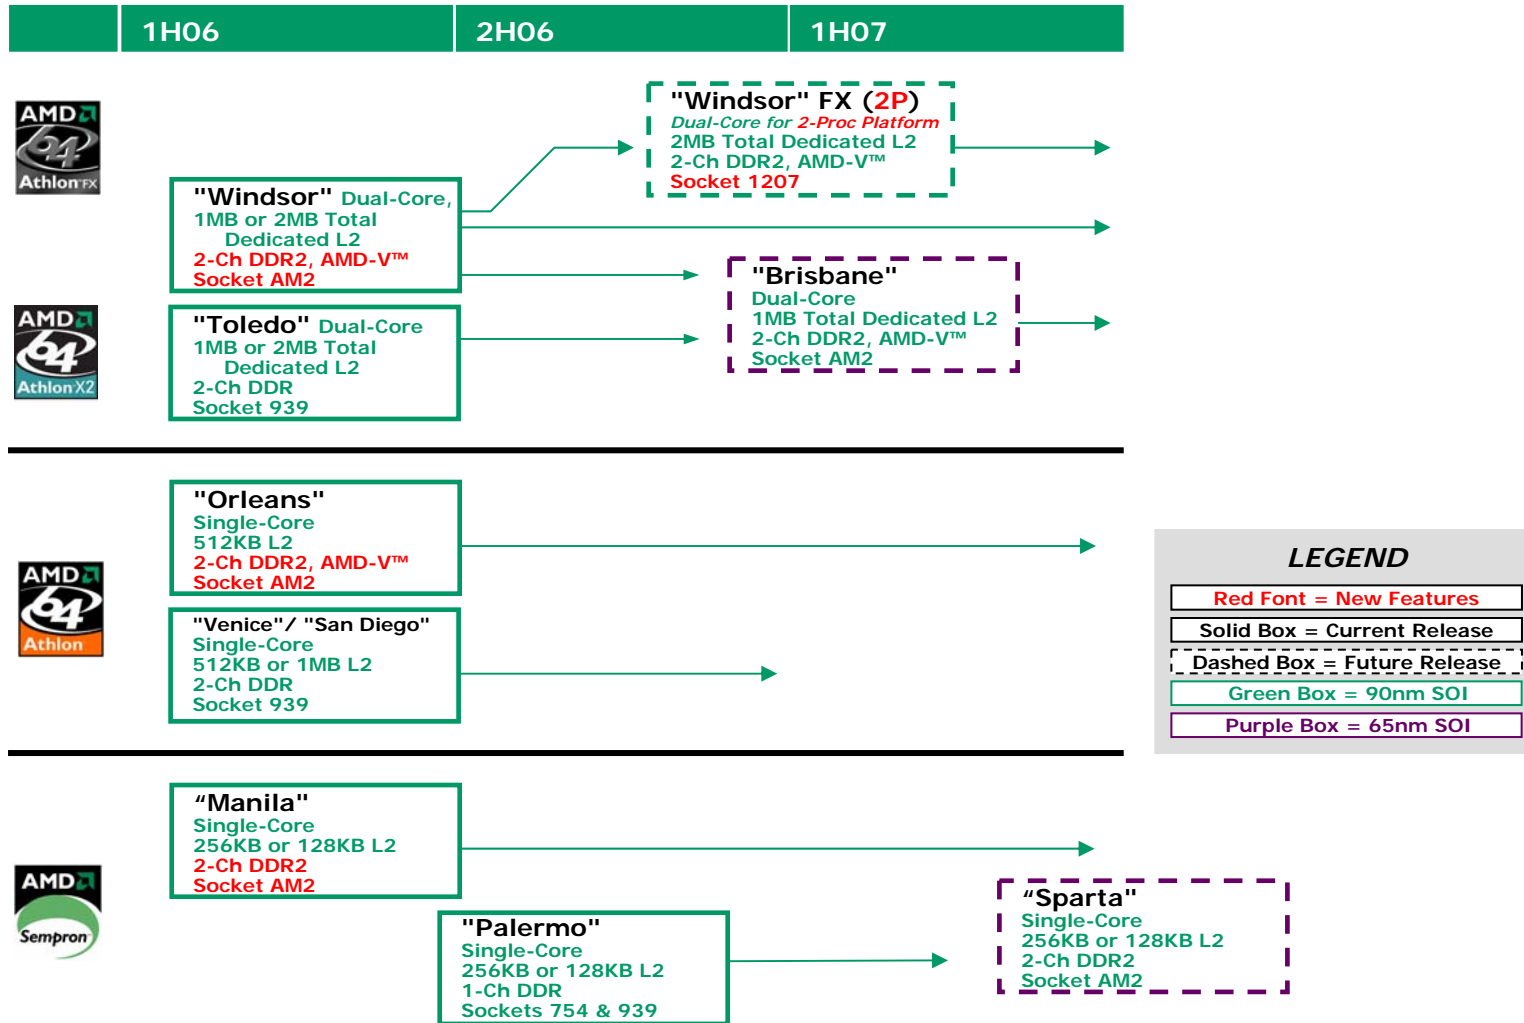 1H06
2H06
1H07
AMD
64
Athlon FX
"Windsor" FX (2P)
Dual-Core for 2-Proc Platform
2MB Total Dedicated L2
2-Ch DDR2, AMD-V™
Socket 1207
"Windsor" Dual-Core,
1MB or 2MB Total
Dedicated L2
2-Ch DDR2, AMD-V™
Socket AM2
"Brisbane"
Dual-Core
1MB Total Dedicated L2
2-Ch DDR2, AMD-V™
Socket AM2
AMD
64
Athlon X2
"Toledo" Dual-Core
1MB or 2MB Total
Dedicated L2
2-Ch DDR
Socket 939
"Orleans"
Single-Core
512KB L2
2-Ch DDR2, AMD-V™
Socket AM2
AMD
64
Athlon
"Venice"/ "San Diego"
Single-Core
512KB or 1MB L2
2-Ch DDR
Socket 939
LEGEND
Red Font = New Features
Solid Box = Current Release
Dashed Box = Future Release
Green Box = 90nm SOI
Purple Box = 65nm SOI
“Manila"
Single-Core
256KB or 128KB L2
2-Ch DDR2
Socket AM2
AMD
Sempron
"Palermo"
Single-Core
256KB or 128KB L2
1-Ch DDR
Sockets 754 & 939
“Sparta"
Single-Core
256KB or 128KB L2
2-Ch DDR2
Socket AM2